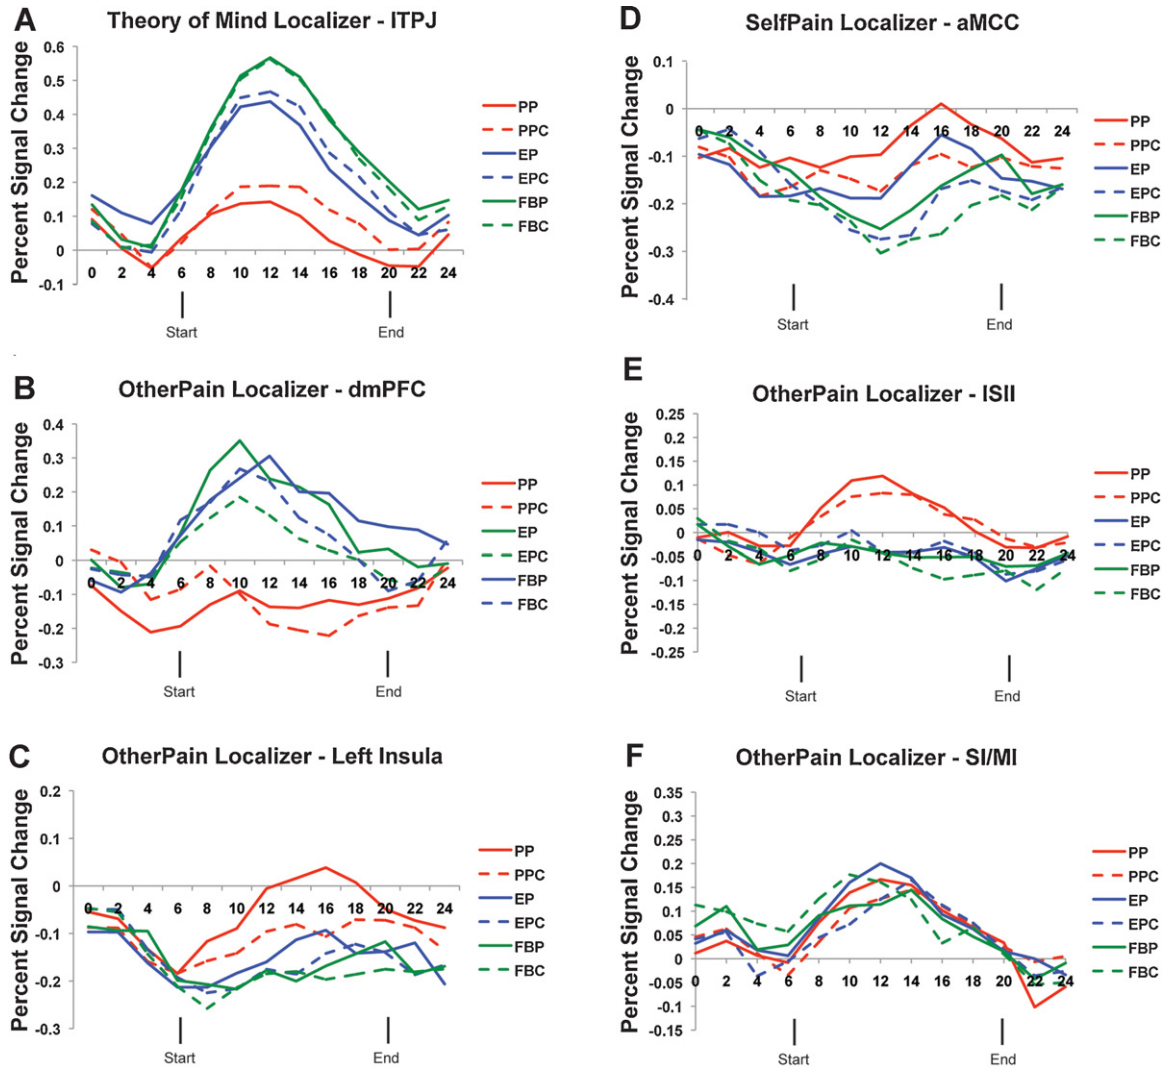 A
Theory of Mind Localizer - lTPJ
Percent Signal Change
0.6
0.5
0.4
0.3
0.2
0.1
0
-0.1
0 2 4 6 8 10 12 14 16 18 20 22 24
Start End
PP
PPC
EP
EPC
FBP
FBC
B
OtherPain Localizer - dmPFC
Percent Signal Change
0.4
0.3
0.2
0.1
0
-0.1
-0.2
-0.3
0 2 4 6 8 10 12 14 16 18 20 22 24
Start End
PP
PPC
EP
EPC
FBP
FBC
C
OtherPain Localizer - Left Insula
Percent Signal Change
0.2
0.1
0
-0.1
-0.2
-0.3
0 2 4 6 8 10 12 14 16 18 20 22 24
Start End
PP
PPC
EP
EPC
FBP
FBC
D
SelfPain Localizer - aMCC
Percent Signal Change
0.1
0
-0.1
-0.2
-0.3
-0.4
0 2 4 6 8 10 12 14 16 18 20 22 24
Start End
PP
PPC
EP
EPC
FBP
FBC
E
OtherPain Localizer - lSII
Percent Signal Change
0.25
0.2
0.15
0.1
0.05
0
-0.05
-0.1
-0.15
-0.2
-0.25
0 2 4 6 8 10 12 14 16 18 20 22 24
Start End
PP
PPC
EP
EPC
FBP
FBC
F
OtherPain Localizer - SI/MI
Percent Signal Change
0.35
0.3
0.25
0.2
0.15
0.1
0.05
0
-0.05
-0.1
-0.15
0 2 4 6 8 10 12 14 16 18 20 22 24
Start End
PP
PPC
EP
EPC
FBP
FBC